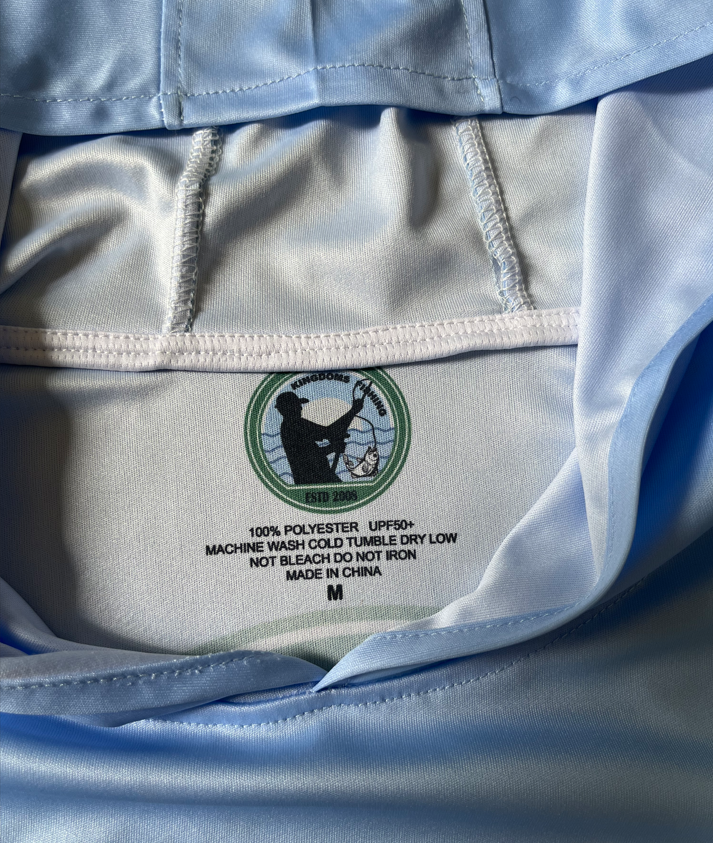 KINGDOMS FISHING
ESTD 2008
100% POLYESTER UPF50+
MACHINE WASH COLD TUMBLE DRY LOW
NOT BLEACH DO NOT IRON
MADE IN CHINA
M